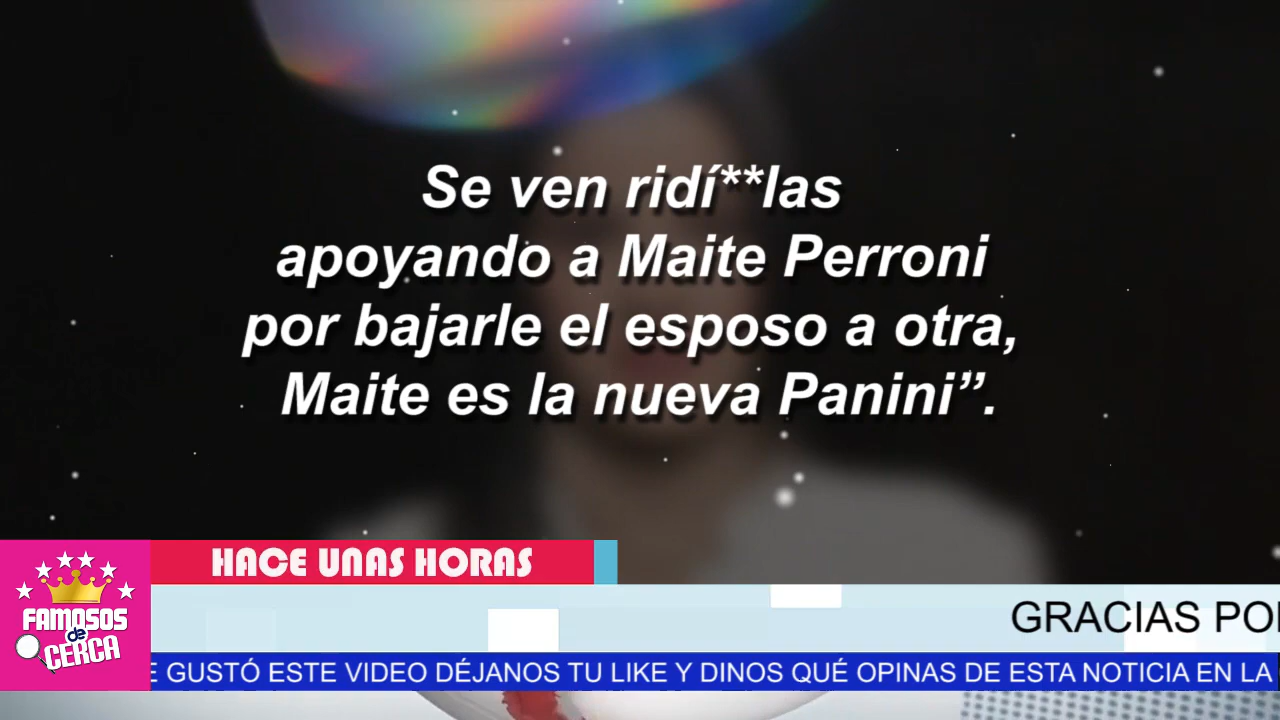 Se ven ridí**las
apoyando a Maite Perroni
por bajarle el esposo a otra,
Maite es la nueva Panini”.
HACE UNAS HORAS
FAMOSOS
de
CERCA
GRACIAS POR
GUSTÓ ESTE VIDEO DÉJANOS TU LIKE Y DINOS QUÉ OPINAS DE ESTA NOTICIA EN LA